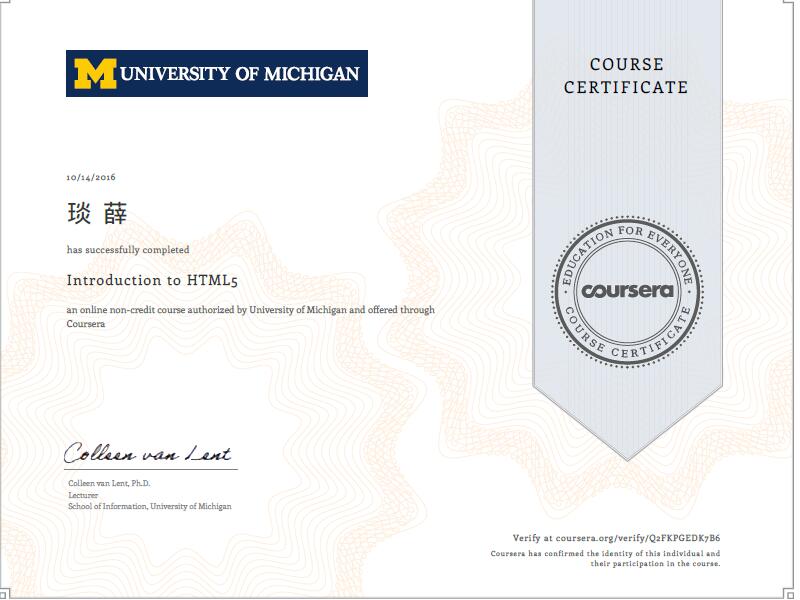 M UNIVERSITY OF MICHIGAN
COURSE
CERTIFICATE
10/14/2016
琰 薛
has successfully completed
Introduction to HTML5
an online non-credit course authorized by University of Michigan and offered through
Coursera
EDUCATION FOR EVERYONE
coursera
COURSE CERTIFICATE
Colleen van Lent
Colleen van Lent, Ph.D.
Lecturer
School of Information, University of Michigan
Verify at coursera.org/verify/Q2FKPGEDK7B6
Coursera has confirmed the identity of this individual and
their participation in the course.